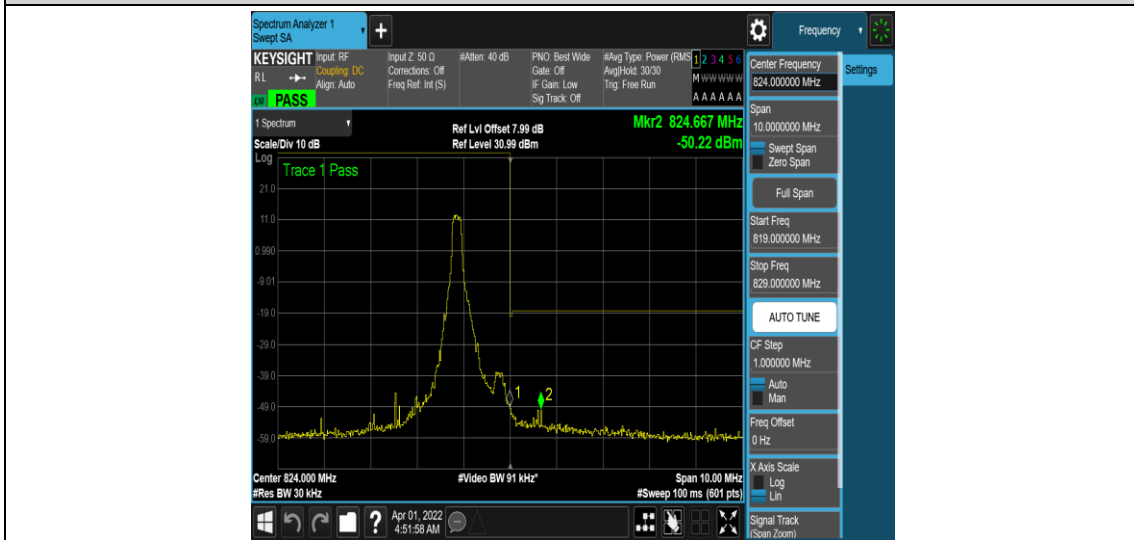 Spectrum Analyzer 1
Swept SA
+
Frequency
KEYSIGHT
Input: RF
Coupling: DC
Align: Auto
RL
LXI
PASS
Input Z: 50 Ω
Corrections: Off
Freq Ref: Int (S)
#Atten: 40 dB
PNO: Best Wide
Gate: Off
IF Gain: Low
Sig Track: Off
#Avg Type: Power (RMS
Avg|Hold: 30/30
Trig: Free Run
1 2 3 4 5 6
M W W W W W
A A A A A A
1 Spectrum
Scale/Div 10 dB
Ref Lvl Offset 7.99 dB
Ref Level 30.99 dBm
Mkr2 824.667 MHz
-50.22 dBm
Log
Trace 1 Pass
21.0
11.0
0.990
-9.01
-19.0
-29.0
-39.0
-49.0
-59.0
1
2
Center 824.000 MHz
#Res BW 30 kHz
#Video BW 91 kHz*
Span 10.00 MHz
#Sweep 100 ms (601 pts)
?
Apr 01, 2022
4:51:58 AM
Center Frequency
824.000000 MHz
Settings
Span
10.0000000 MHz
Swept Span
Zero Span
Full Span
Start Freq
819.000000 MHz
Stop Freq
829.000000 MHz
AUTO TUNE
CF Step
1.000000 MHz
Auto
Man
Freq Offset
0 Hz
X Axis Scale
Log
Lin
Signal Track
(Span Zoom)